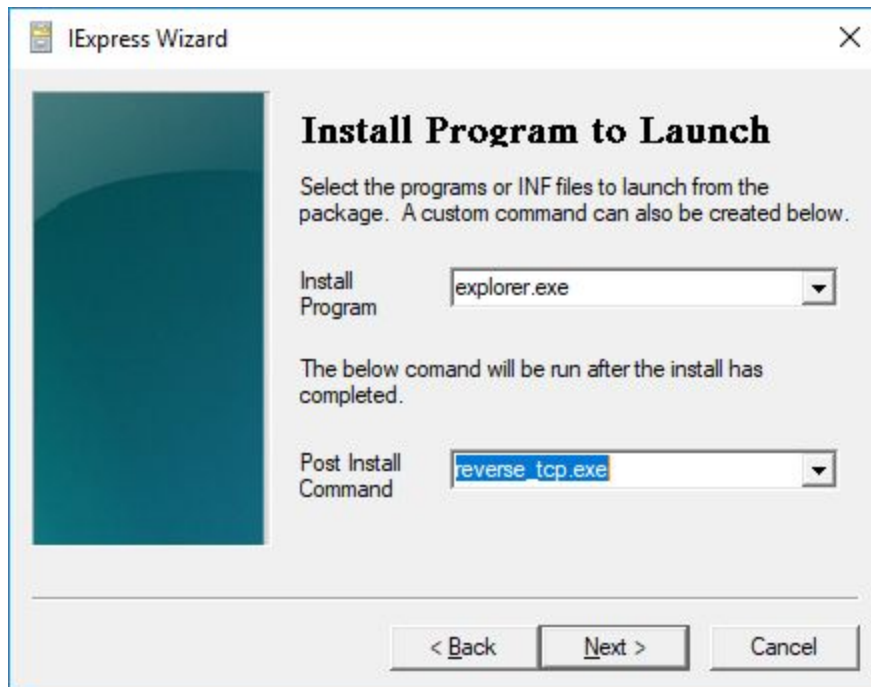 IExpress Wizard
Install Program to Launch
Select the programs or INF files to launch from the
package. A custom command can also be created below.
Install
Program
explorer.exe
The below comand will be run after the install has
completed.
Post Install
Command
reverse_tcp.exe
< Back
Next >
Cancel